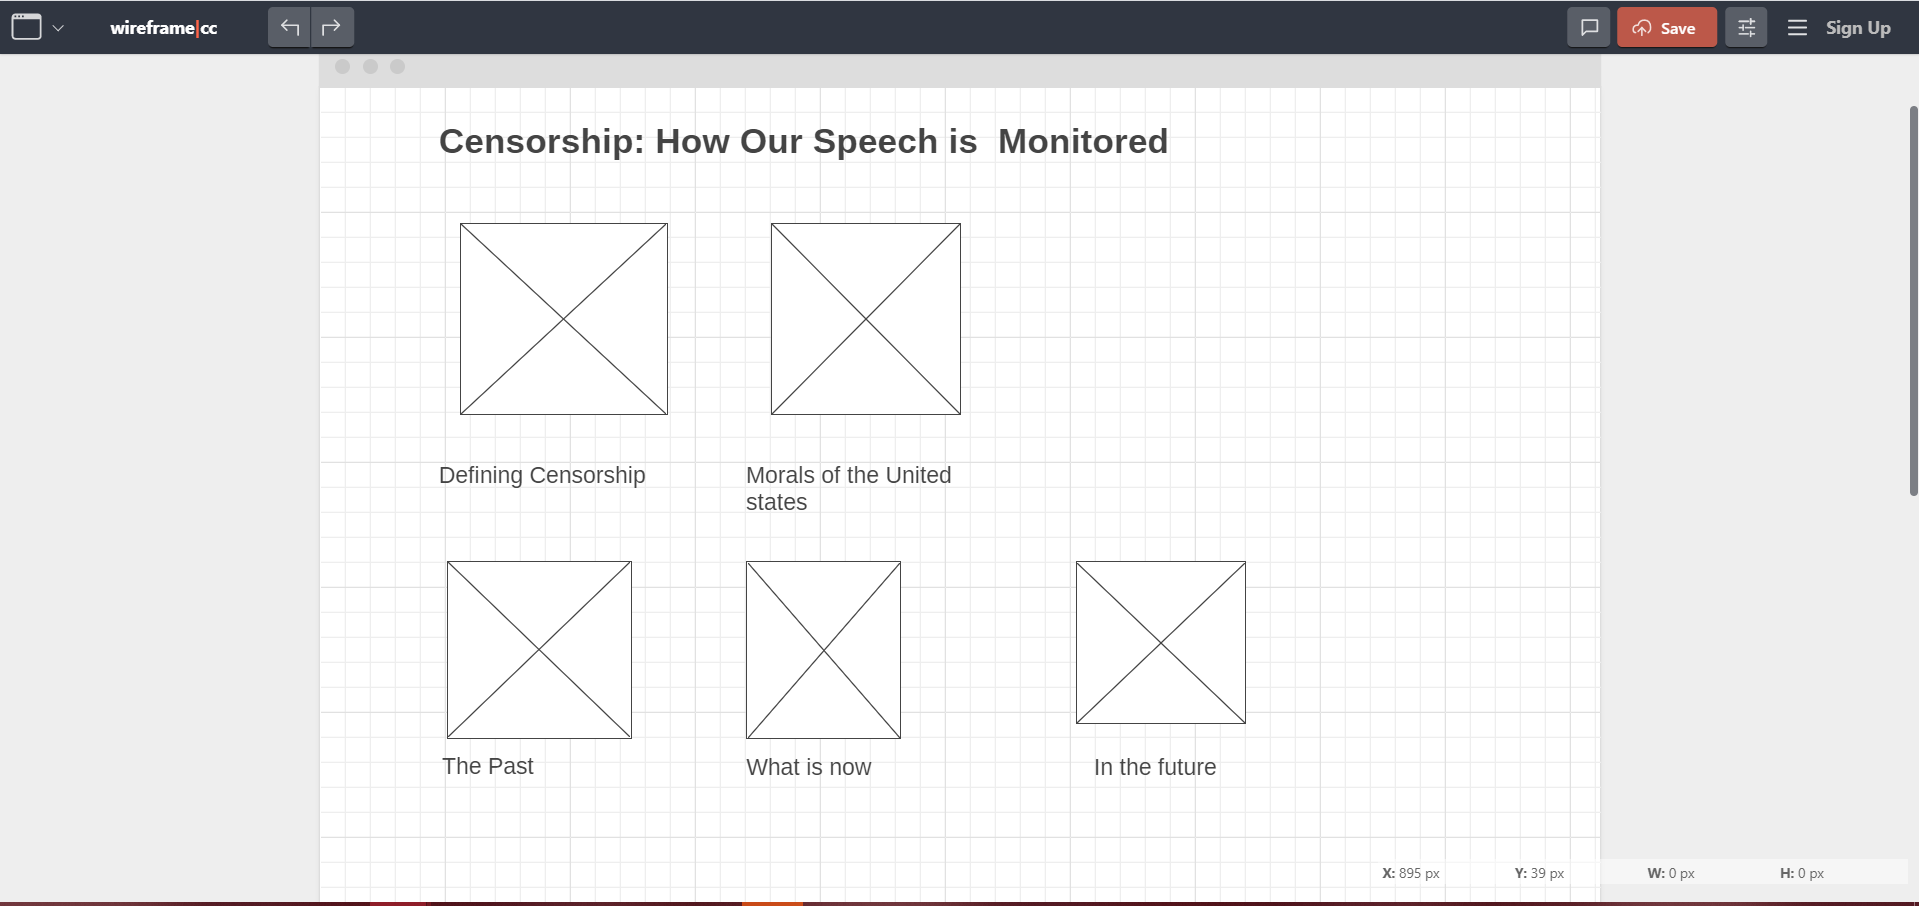 wireframe|cc
Save
Sign Up
Censorship: How Our Speech is  Monitored
Defining Censorship
Morals of the United
states
The Past
What is now
In the future
X: 895 px
Y: 39 px
W: 0 px
H: 0 px